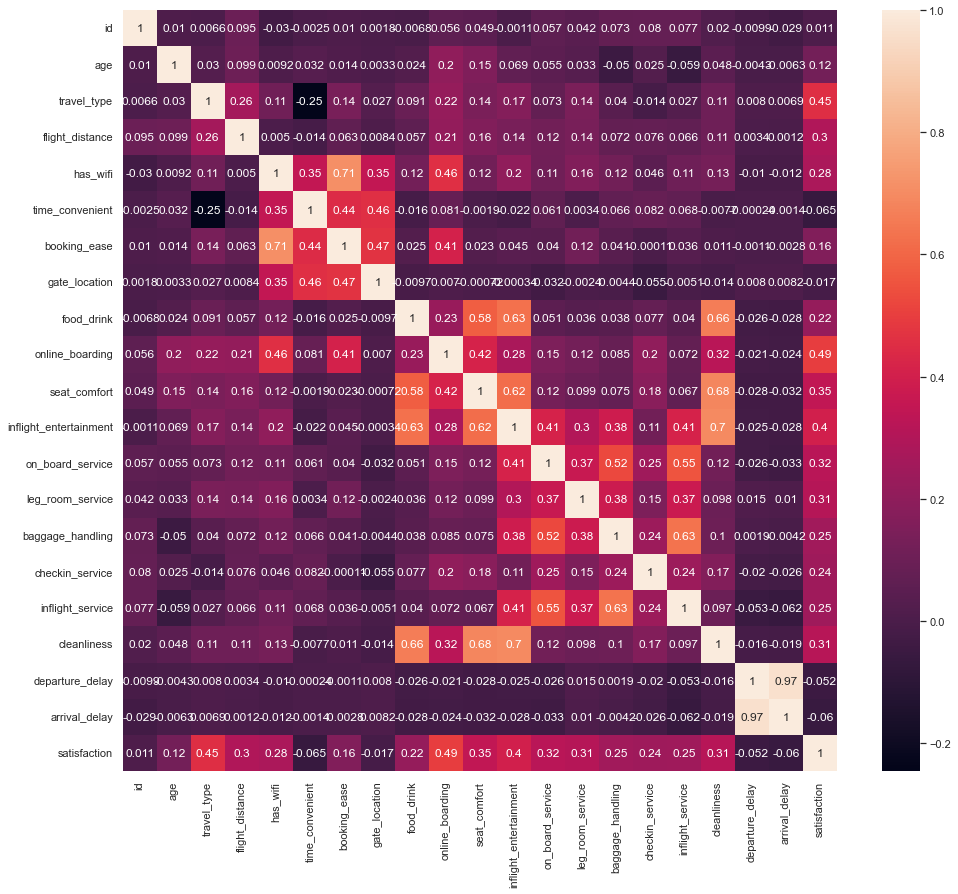 id 1 0.01 0.0066 0.095 -0.03 -0.0025 0.01 0.0018 -0.0068 0.056 0.049 -0.0011 0.057 0.042 0.073 0.08 0.077 0.02 -0.0099 -0.029 0.011
age 0.01 1 0.03 0.099 0.0092 0.032 0.014 0.0033 0.024 0.2 0.15 0.069 0.055 0.033 -0.05 0.025 -0.059 0.048 -0.0043 -0.0063 0.12
travel_type 0.0066 0.03 1 0.26 0.11 -0.25 0.14 0.027 0.091 0.22 0.14 0.17 0.073 0.14 0.04 -0.014 0.027 0.11 0.008 0.0069 0.45
flight_distance 0.095 0.099 0.26 1 0.005 -0.014 0.063 0.0084 0.057 0.21 0.16 0.14 0.12 0.14 0.072 0.076 0.066 0.11 0.0034 0.0012 0.3
has_wifi -0.03 0.0092 0.11 0.005 1 0.35 0.71 0.35 0.12 0.46 0.12 0.2 0.11 0.16 0.12 0.046 0.11 0.13 -0.01 -0.012 0.28
time_convenient -0.0025 0.032 -0.25 -0.014 0.35 1 0.44 0.46 -0.016 0.081 -0.0019 -0.022 0.061 0.0034 0.066 0.082 0.068 -0.0077 -0.0014 -0.065
booking_ease 0.01 0.014 0.14 0.063 0.71 0.44 1 0.47 0.025 0.41 0.023 0.045 0.04 0.12 0.041 -0.00011 0.036 0.011 -0.0011 -0.0028 0.16
gate_location 0.0018 -0.0033 0.027 0.0084 0.35 0.46 0.47 1 -0.0097 0.007 -0.032 -0.0024 -0.0044 -0.055 -0.0051 -0.014 0.008 0.0082 -0.017
food_drink -0.0068 0.024 0.091 0.057 0.12 -0.016 0.025 -0.0097 1 0.23 0.58 0.63 0.051 0.036 0.038 0.077 0.04 0.66 -0.026 -0.028 0.22
online_boarding 0.056 0.2 0.22 0.21 0.46 0.081 0.41 0.007 0.23 1 0.42 0.28 0.15 0.12 0.085 0.2 0.072 0.32 -0.021 -0.024 0.49
seat_comfort 0.049 0.15 0.14 0.16 0.12 -0.0019 0.023 0.58 0.42 1 0.62 0.12 0.099 0.075 0.18 0.067 0.68 -0.028 -0.032 0.35
inflight_entertainment -0.0011 0.069 0.17 0.14 0.2 -0.022 0.045 0.63 0.28 0.62 1 0.41 0.3 0.38 0.11 0.41 0.7 -0.025 -0.028 0.4
on_board_service 0.057 0.055 0.073 0.12 0.11 0.061 0.04 -0.032 0.051 0.15 0.12 0.41 1 0.37 0.52 0.25 0.55 0.12 -0.026 -0.033 0.32
leg_room_service 0.042 0.033 0.14 0.14 0.16 0.0034 0.12 -0.0024 0.036 0.12 0.099 0.3 0.37 1 0.38 0.15 0.37 0.098 0.015 0.01 0.31
baggage_handling 0.073 -0.05 0.04 0.072 0.12 0.066 0.041 -0.0044 0.038 0.085 0.075 0.38 0.52 0.38 1 0.24 0.63 0.1 0.0019 -0.0042 0.25
checkin_service 0.08 0.025 -0.014 0.076 0.046 0.082 -0.00011 -0.055 0.077 0.2 0.18 0.11 0.25 0.15 0.24 1 0.24 0.17 -0.02 -0.026 0.24
inflight_service 0.077 -0.059 0.027 0.066 0.11 0.068 0.036 -0.0051 0.04 0.072 0.067 0.41 0.55 0.37 0.63 0.24 1 0.097 -0.053 -0.062 0.25
cleanliness 0.02 0.048 0.11 0.11 0.13 -0.0077 0.011 -0.014 0.66 0.32 0.68 0.7 0.12 0.098 0.1 0.17 0.097 1 -0.016 -0.019 0.31
departure_delay -0.0099 -0.0043 0.008 0.0034 -0.01 -0.0011 0.008 -0.026 -0.021 -0.028 -0.025 -0.026 0.015 0.0019 -0.02 -0.053 -0.016 1 0.97 -0.052
arrival_delay -0.029 -0.0063 0.0069 0.0012 -0.012 -0.0014 -0.0028 0.0082 -0.028 -0.024 -0.032 -0.028 -0.033 0.01 -0.0042 -0.026 -0.062 -0.019 0.97 1 -0.06
satisfaction 0.011 0.12 0.45 0.3 0.28 -0.065 0.16 -0.017 0.22 0.49 0.35 0.4 0.32 0.31 0.25 0.24 0.25 0.31 -0.052 -0.06 1
id age travel_type flight_distance has_wifi time_convenient booking_ease gate_location food_drink online_boarding seat_comfort inflight_entertainment on_board_service leg_room_service baggage_handling checkin_service inflight_service cleanliness departure_delay arrival_delay satisfaction
1.0
0.8
0.6
0.4
0.2
0.0
−0.2